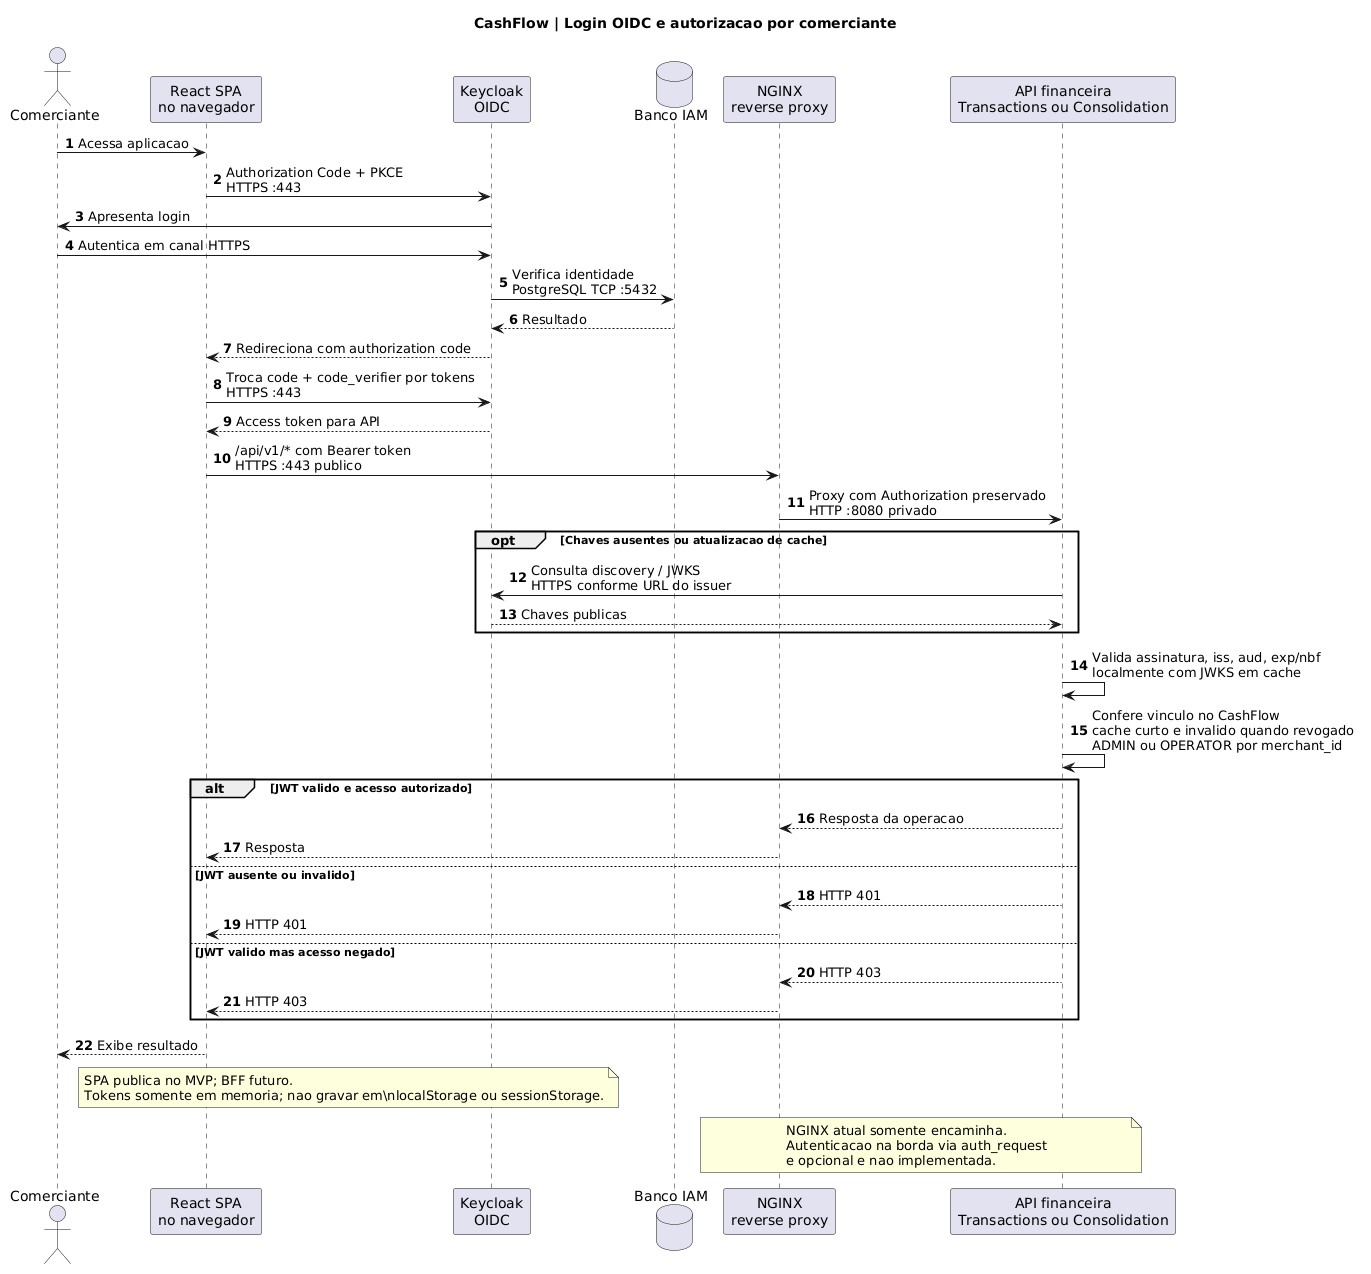 CashFlow | Login OIDC e autorizacao por comerciante
Comerciante
React SPA
no navegador
Keycloak
OIDC
Banco IAM
NGINX
reverse proxy
API financeira
Transactions ou Consolidation
1 Acessa aplicacao
2 Authorization Code + PKCE
HTTPS :443
3 Apresenta login
4 Autentica em canal HTTPS
5 Verifica identidade
PostgreSQL TCP :5432
6 Resultado
7 Redireciona com authorization code
8 Troca code + code_verifier por tokens
HTTPS :443
9 Access token para API
10 /api/v1/* com Bearer token
HTTPS :443 publico
11 Proxy com Authorization preservado
HTTP :8080 privado
opt [Chaves ausentes ou atualizacao de cache]
12 Consulta discovery / JWKS
HTTPS conforme URL do issuer
13 Chaves publicas
14 Valida assinatura, iss, aud, exp/nbf
localmente com JWKS em cache
15 Confere vinculo no CashFlow
cache curto e invalido quando revogado
ADMIN ou OPERATOR por merchant_id
alt [JWT valido e acesso autorizado]
16 Resposta da operacao
17 Resposta
[JWT ausente ou invalido]
18 HTTP 401
19 HTTP 401
[JWT valido mas acesso negado]
20 HTTP 403
21 HTTP 403
22 Exibe resultado
SPA publica no MVP; BFF futuro.
Tokens somente em memoria; nao gravar em\nlocalStorage ou sessionStorage.
NGINX atual somente encaminha.
Autenticacao na borda via auth_request
e opcional e nao implementada.
Comerciante
React SPA
no navegador
Keycloak
OIDC
Banco IAM
NGINX
reverse proxy
API financeira
Transactions ou Consolidation